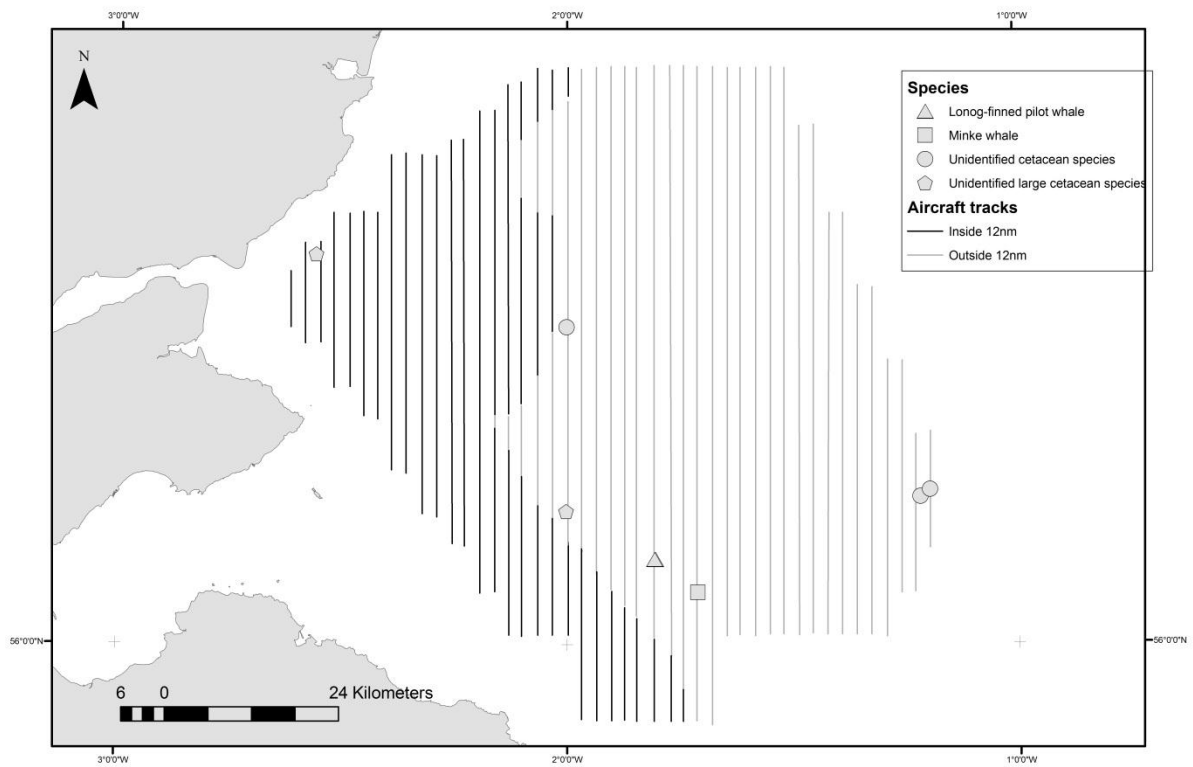 3°0'0"W 2°0'0"W 1°0'0"W
N
Species
Lonog-finned pilot whale
Minke whale
Unidentified cetacean species
Unidentified large cetacean species
Aircraft tracks
Inside 12nm
Outside 12nm
56°0'0"N 56°0'0"N
6 0 24 Kilometers
3°0'0"W 2°0'0"W 1°0'0"W